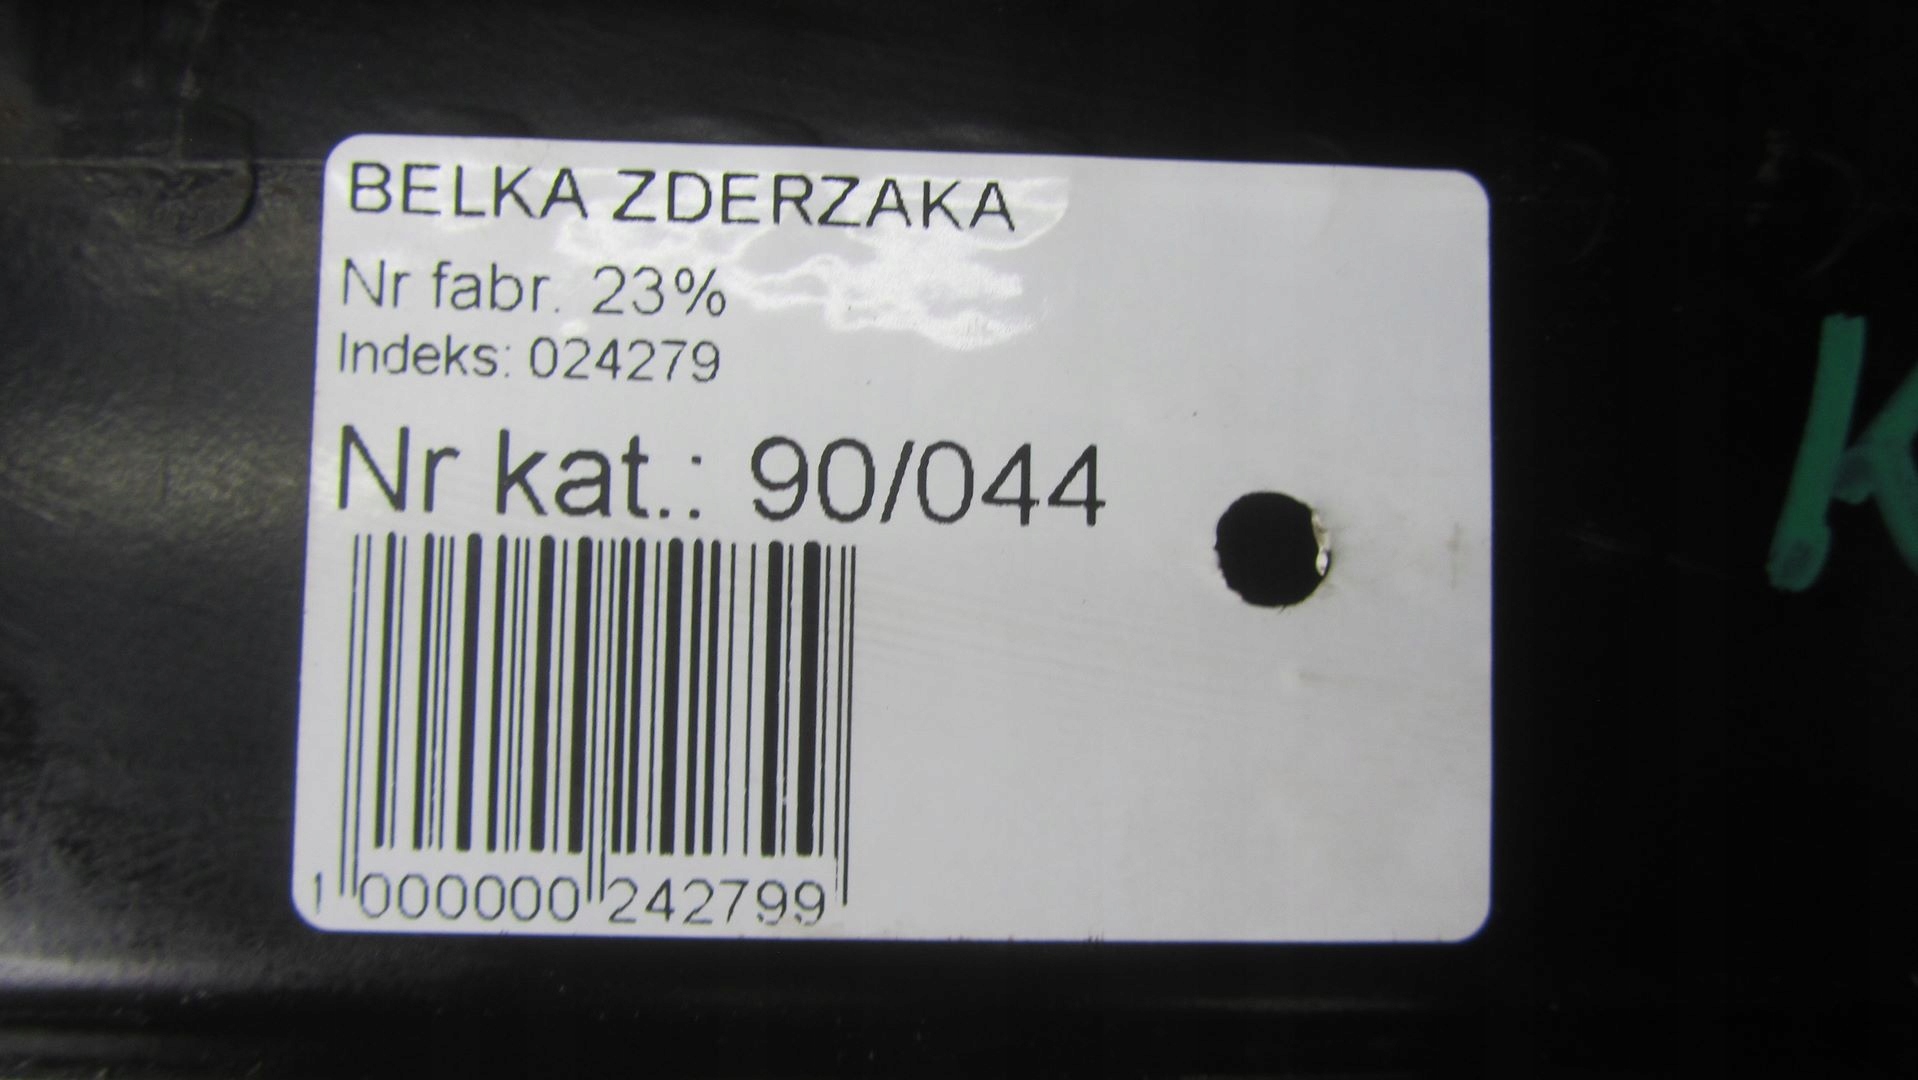 BELKA ZDERZAKA
Nr fabr. 23%
Indeks: 024279
Nr kat.: 90/044
1 000000 242799
K